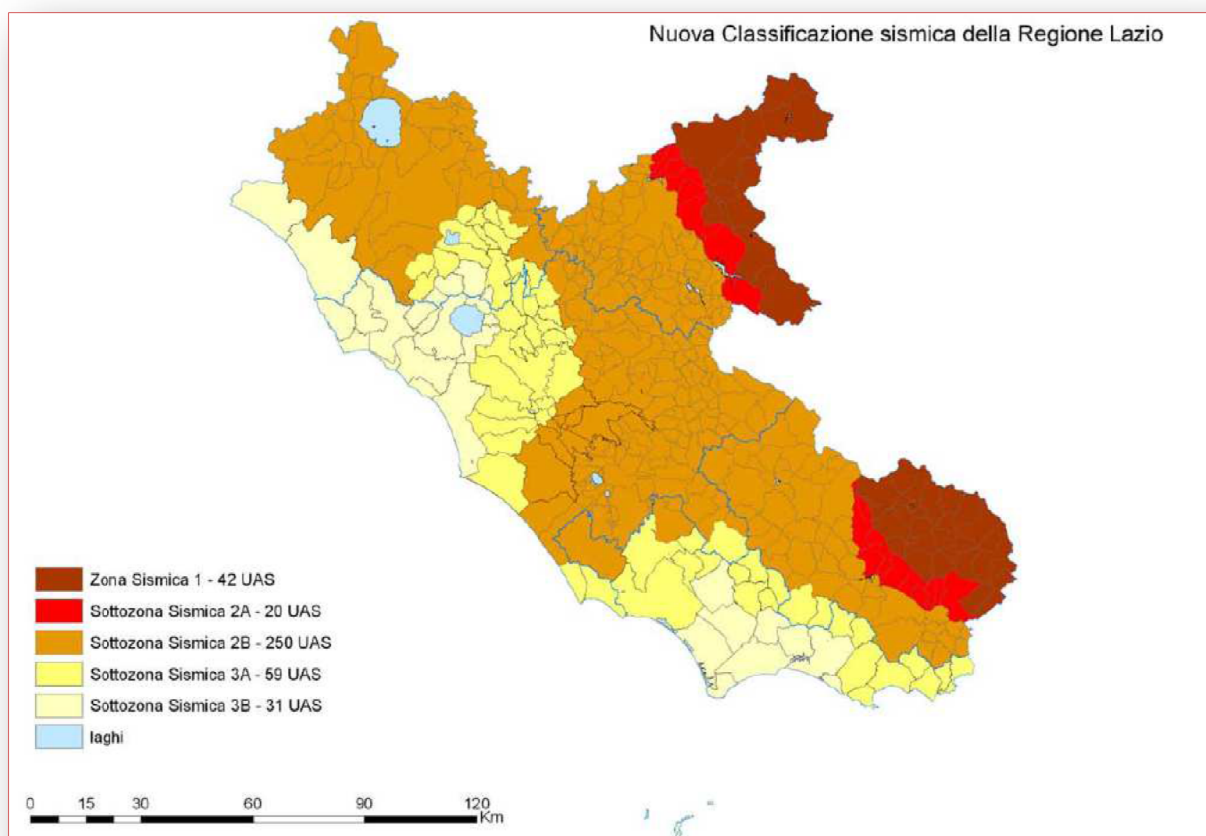 Nuova Classificazione sismica della Regione Lazio
Zona Sismica 1 - 42 UAS
Sottozona Sismica 2A - 20 UAS
Sottozona Sismica 2B - 250 UAS
Sottozona Sismica 3A - 59 UAS
Sottozona Sismica 3B - 31 UAS
laghi
0 15 30 60 90 120
Km